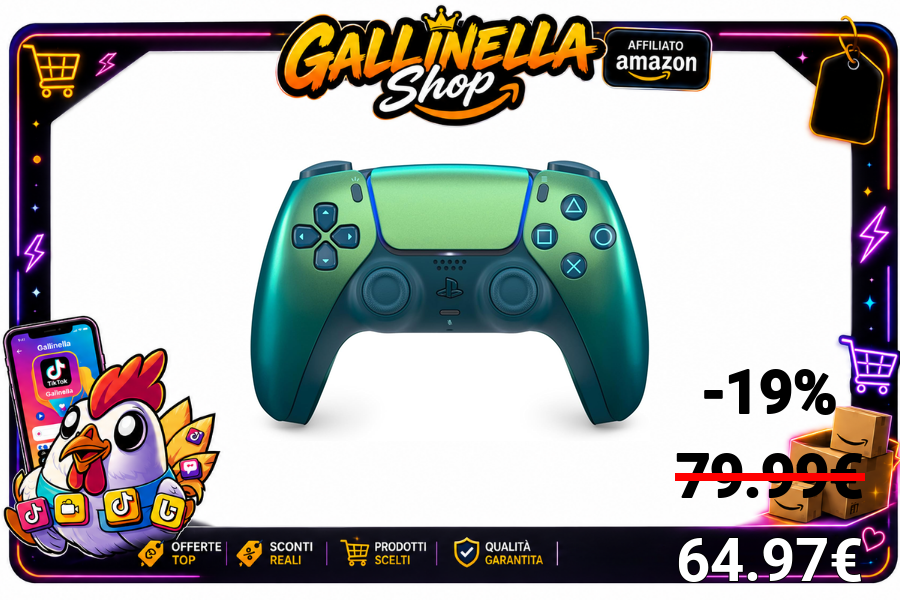 GALLINELLA
Shop
AFFILIATO
amazon
Gallinella
TikTok
Gallinella
-19%
79.99€
64.97€
OFFERTE
TOP
SCONTI
REALI
PRODOTTI
SCELTI
QUALITÀ
GARANTITA